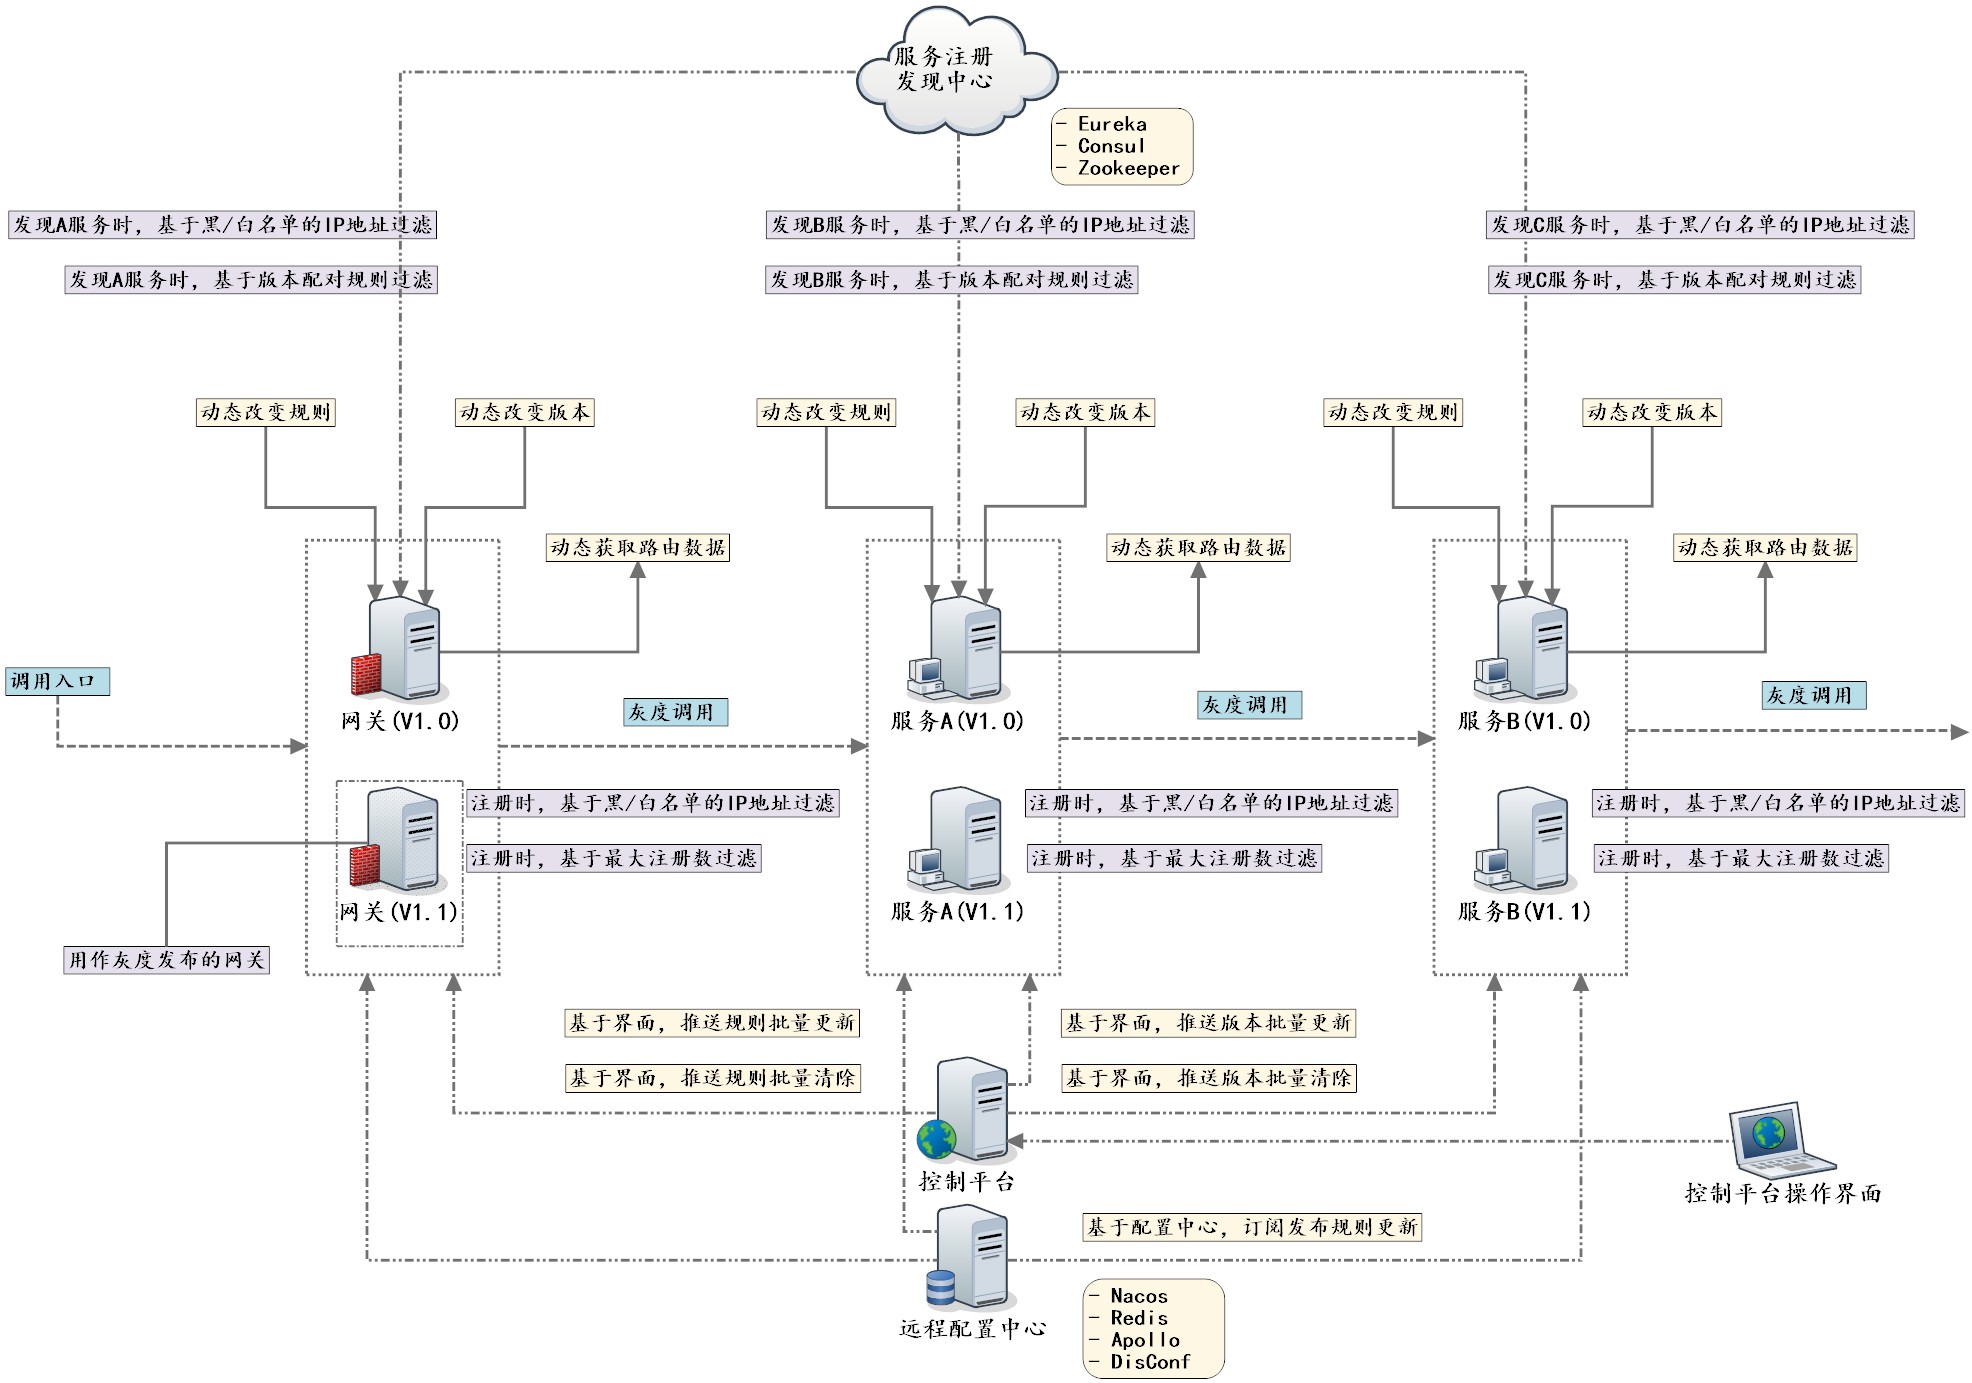 服务注册
发现中心
- Eureka
- Consul
- Zookeeper
发现A服务时，基于黑/白名单的IP地址过滤
发现B服务时，基于黑/白名单的IP地址过滤
发现C服务时，基于黑/白名单的IP地址过滤
发现A服务时，基于版本配对规则过滤
发现B服务时，基于版本配对规则过滤
发现C服务时，基于版本配对规则过滤
动态改变规则
动态改变版本
动态改变规则
动态改变版本
动态改变规则
动态改变版本
动态获取路由数据
动态获取路由数据
动态获取路由数据
调用入口
网关(V1.0)
灰度调用
服务A(V1.0)
灰度调用
服务B(V1.0)
灰度调用
注册时，基于黑/白名单的IP地址过滤
注册时，基于黑/白名单的IP地址过滤
注册时，基于黑/白名单的IP地址过滤
注册时，基于最大注册数过滤
注册时，基于最大注册数过滤
注册时，基于最大注册数过滤
网关(V1.1)
服务A(V1.1)
服务B(V1.1)
用作灰度发布的网关
基于界面，推送规则批量更新
基于界面，推送版本批量更新
基于界面，推送规则批量清除
基于界面，推送版本批量清除
控制平台
控制平台操作界面
基于配置中心，订阅发布规则更新
远程配置中心
- Nacos
- Redis
- Apollo
- DisConf